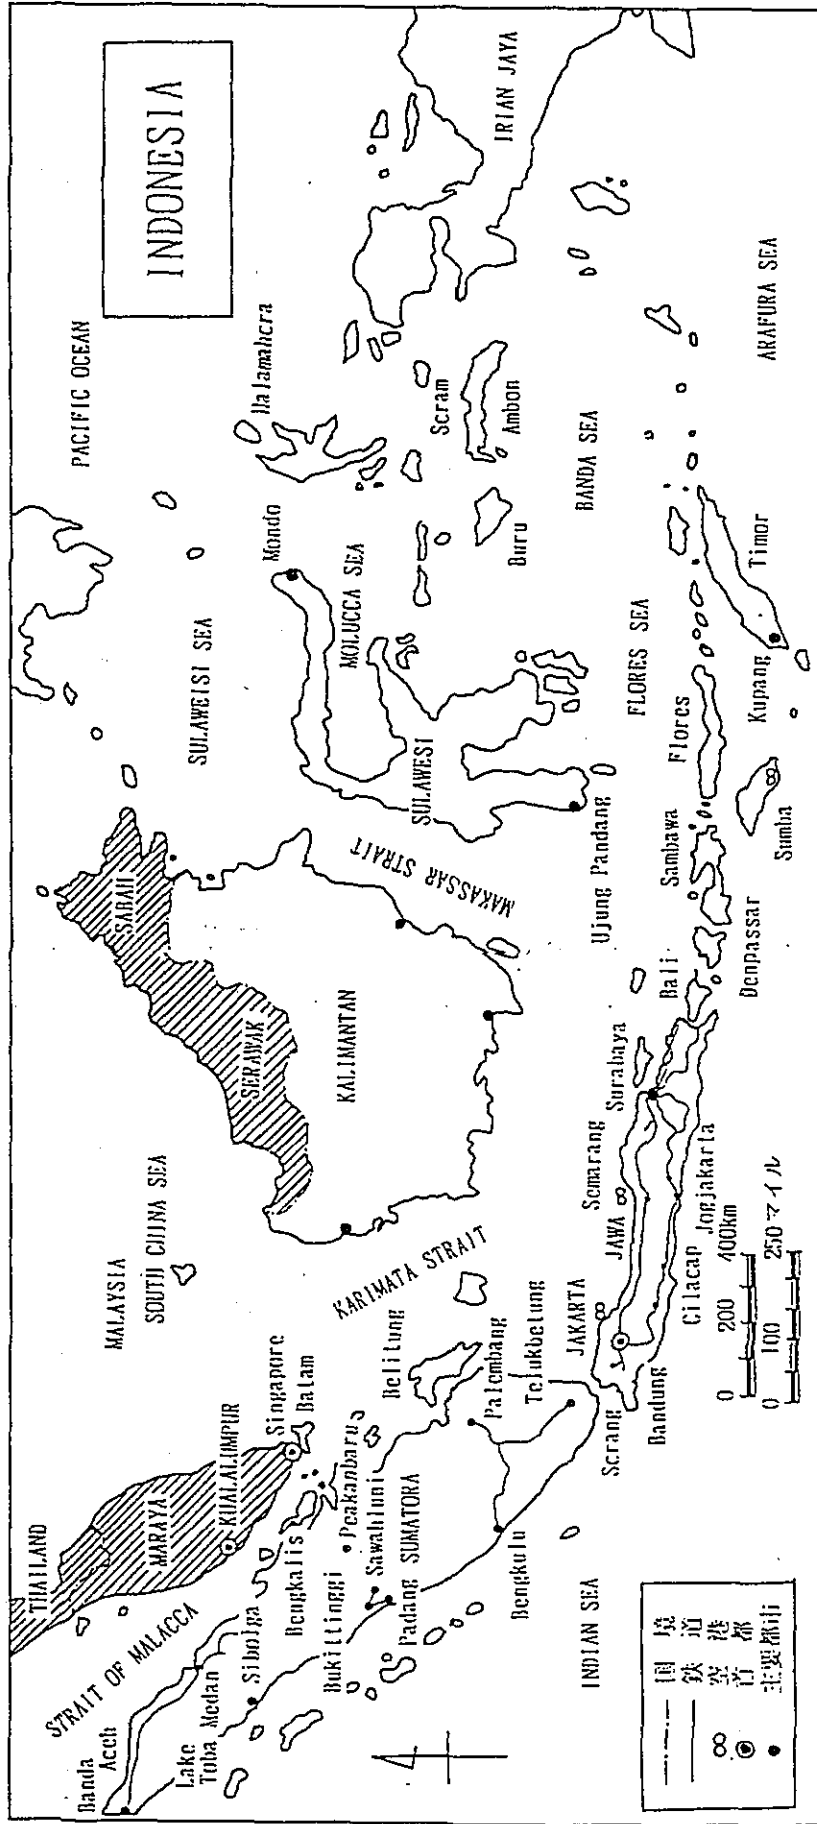 INDONESIA
PACIFIC OCEAN
THAILAND
MALAYSIA
SOUTH CHINA SEA
MARAYA
KUALALUMPUR
Singapore
Batam
STRAIT OF MALACCA
SABAH
SERAWAK
KALIMANTAN
SULAWEISI SEA
Mondo
MOLUCCA SEA
Halamahera
IRIAN JAYA
Banda
Aceh
Lake
Toba
Medan
Sibolga
Bengkalis
Bukittinggi
Peakanbaru
Sawahluni
Padang
SUMATORA
Belitung
KARIMATA STRAIT
MAKASSAR STRAIT
SULAWESI
Buru
Seram
Ambon
Palembang
Telukbetung
Bengkulu
INDIAN SEA
JAKARTA
Serang
Bandung
JAWA
Semarang
Surabaya
Cilacap
Jogjakarta
Bali
Denpassar
Ujung Pandang
Sambawa
Sumba
Flores
FLORES SEA
BANDA SEA
Kupang
Timor
ARAFURA SEA
0 200 400km
0 100 250マイル
国境
鉄道
空港
首都
主要都市